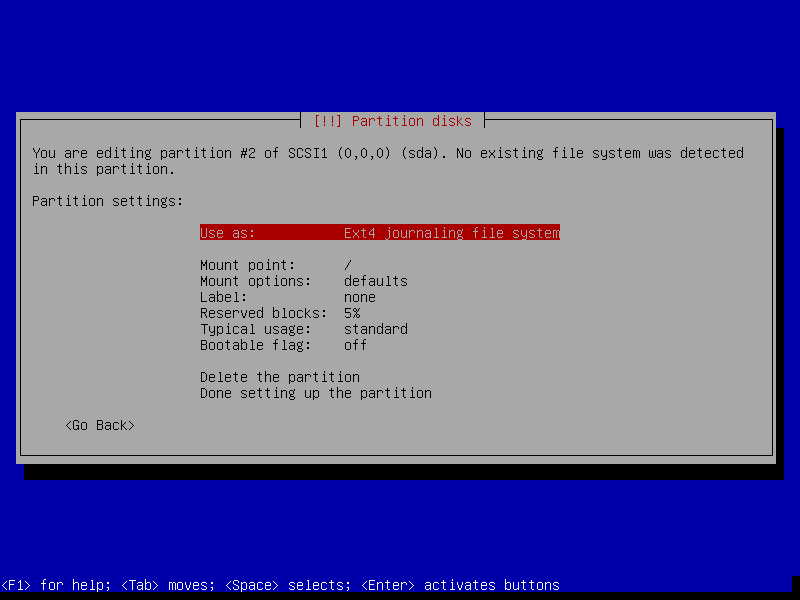 [!!] Partition disks
You are editing partition #2 of SCSI1 (0,0,0) (sda). No existing file system was detected
in this partition.
Partition settings:
Use as: Ext4 journaling file system
Mount point: /
Mount options: defaults
Label: none
Reserved blocks: 5%
Typical usage: standard
Bootable flag: off
Delete the partition
Done setting up the partition
<Go Back>
<F1> for help; <Tab> moves; <Space> selects; <Enter> activates buttons